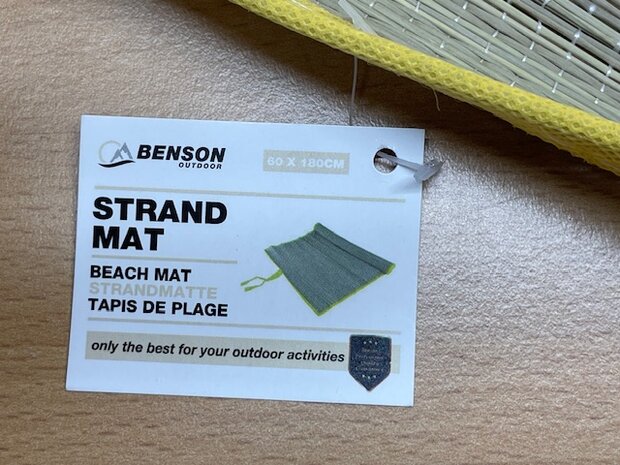 BENSON
OUTDOOR
60 X 180CM
STRAND
MAT
BEACH MAT
STRANDMATTE
TAPIS DE PLAGE
only the best for your outdoor activities